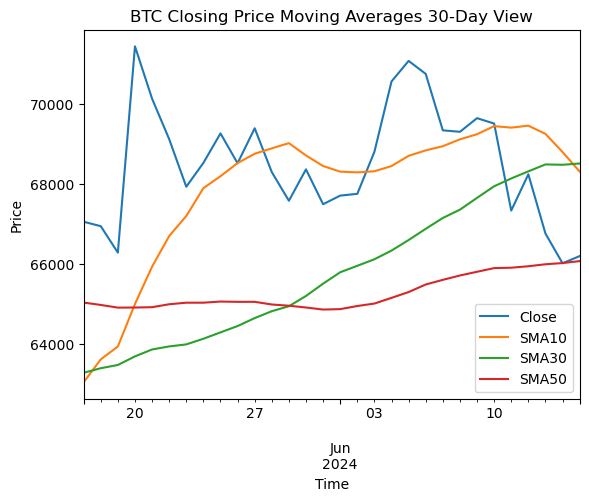 BTC Closing Price Moving Averages 30-Day View
70000
68000
66000
64000
Price
Close
SMA10
SMA30
SMA50
20
27
03
10
Jun
2024
Time